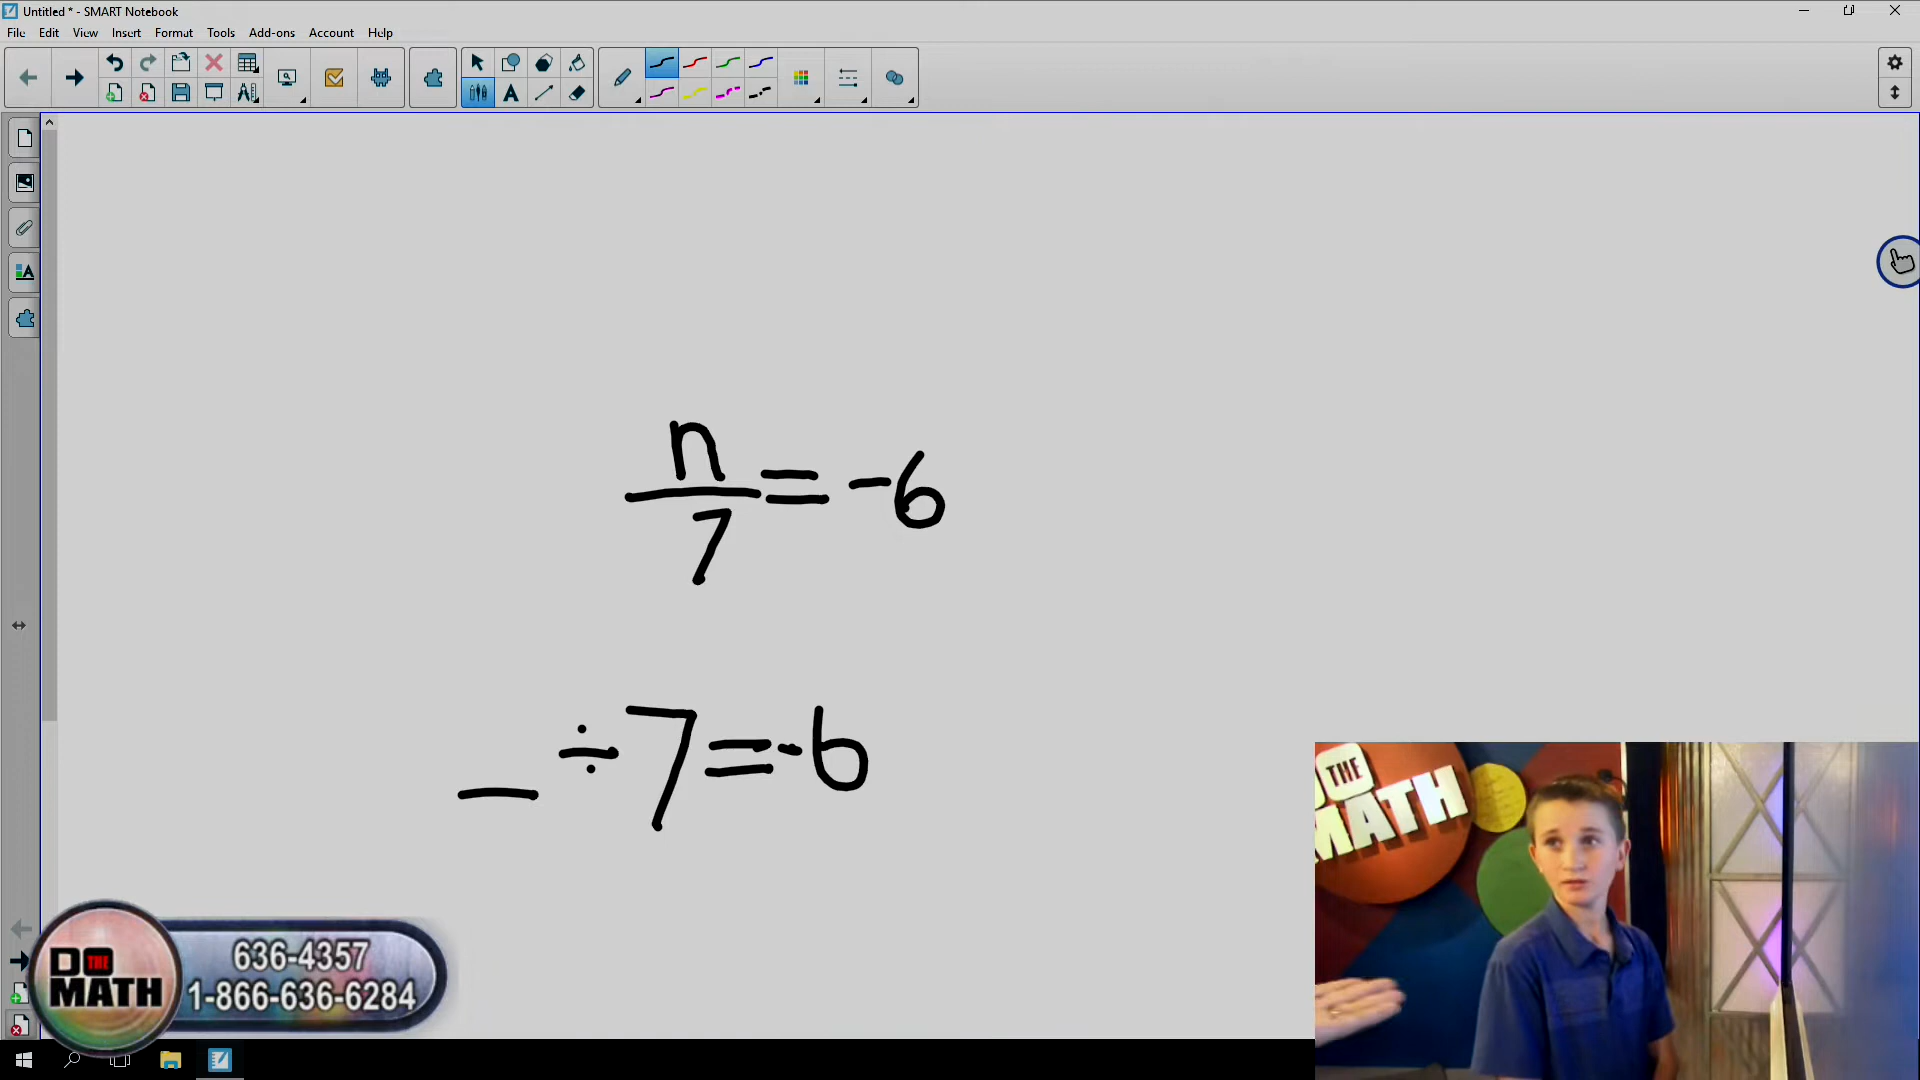 Untitled * - SMART Notebook
File Edit View Insert Format Tools Add-ons Account Help
A
A
n/7 = -6
_ ÷ 7 = -6
DO THE MATH
636-4357
1-866-636-6284
DO THE MATH